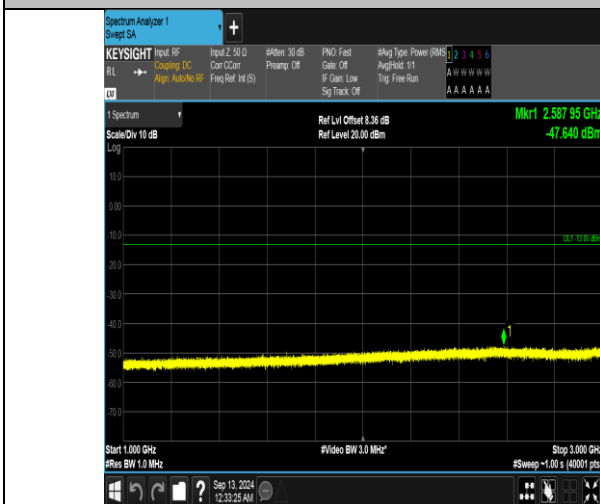 Spectrum Analyzer 1
Swept SA
+
KEYSIGHT Input: RF Input Z: 50 Ω #Atten: 30 dB PNO: Fast #Avg Type: Power (RMS 1 2 3 4 5 6
RL Coupling: DC Corr CCorr Preamp: Off Gate: Off Avg|Hold: 1/1 A W W W W W
Align: Auto/No RF Freq Ref: Int (S) IF Gain: Low Trig: Free Run
Sig Track: Off A A A A A A
LXI
1 Spectrum Ref Lvl Offset 8.36 dB Mkr1 2.587 95 GHz
Scale/Div 10 dB Ref Level 20.00 dBm -47.640 dBm
Log
10.0
0.00
-10.0
DL1 -13.00 dBm
-20.0
-30.0
-40.0
1
-50.0
-60.0
-70.0
Start 1.000 GHz #Video BW 3.0 MHz* Stop 3.000 GHz
#Res BW 1.0 MHz #Sweep ~1.00 s (40001 pts
? Sep 13, 2024
12:33:25 AM